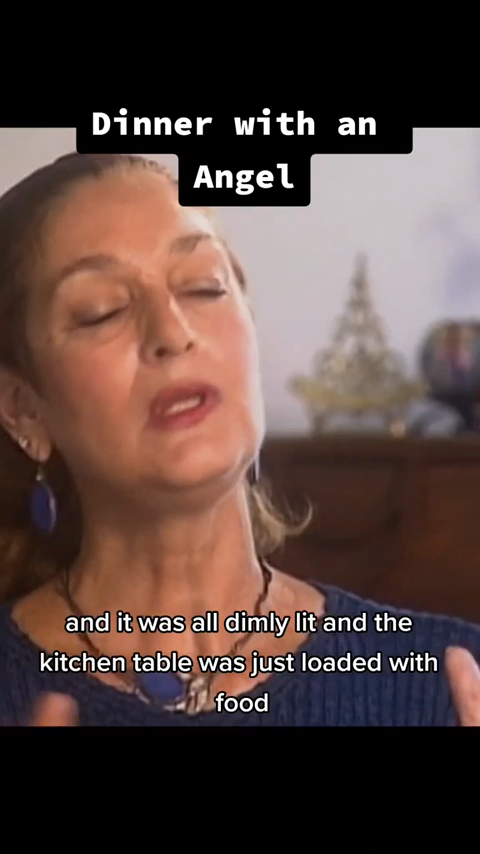 Dinner with an
Angel
and it was all dimly lit and the
kitchen table was just loaded with
food